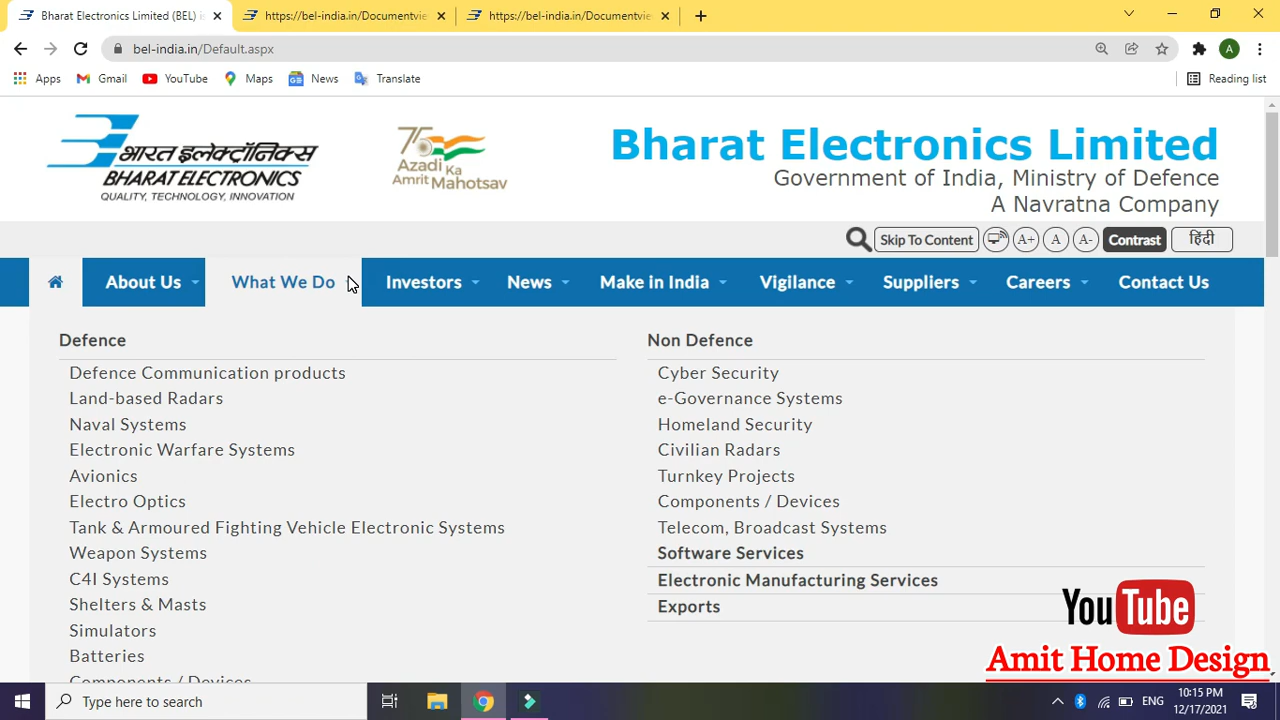 Bharat Electronics Limited (BEL) is
https://bel-india.in/Documentvie
https://bel-india.in/Documentvie
bel-india.in/Default.aspx
A
Apps
Gmail
YouTube
Maps
News
Translate
Reading list
भारत इलेक्ट्रॉनिक्स
BHARAT ELECTRONICS
QUALITY, TECHNOLOGY, INNOVATION
75
Azadi Ka
Amrit Mahotsav
Bharat Electronics Limited
Government of India, Ministry of Defence
A Navratna Company
Skip To Content
A+
A
A-
Contrast
हिंदी
About Us
What We Do
Investors
News
Make in India
Vigilance
Suppliers
Careers
Contact Us
Defence
Defence Communication products
Land-based Radars
Naval Systems
Electronic Warfare Systems
Avionics
Electro Optics
Tank & Armoured Fighting Vehicle Electronic Systems
Weapon Systems
C4I Systems
Shelters & Masts
Simulators
Batteries
Components / Devices
Non Defence
Cyber Security
e-Governance Systems
Homeland Security
Civilian Radars
Turnkey Projects
Components / Devices
Telecom, Broadcast Systems
Software Services
Electronic Manufacturing Services
Exports
YouTube
Amit Home Design
Type here to search
ENG
10:15 PM
12/17/2021